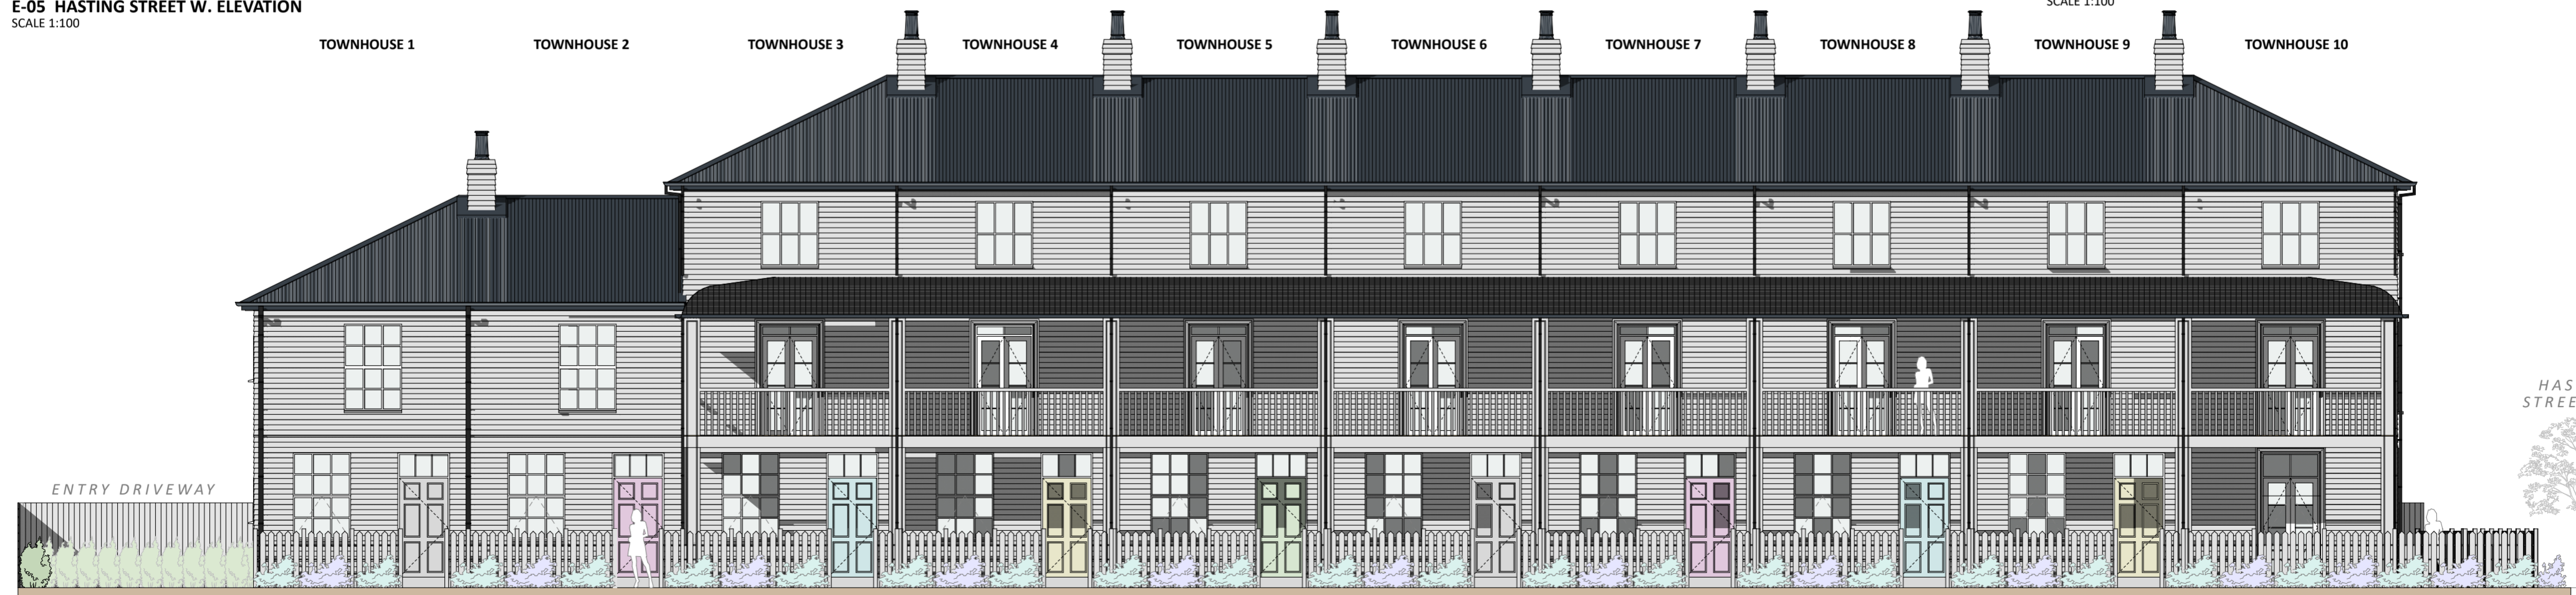 E-05 HASTING STREET W. ELEVATION
SCALE 1:100
SCALE 1:100
TOWNHOUSE 1
TOWNHOUSE 2
TOWNHOUSE 3
TOWNHOUSE 4
TOWNHOUSE 5
TOWNHOUSE 6
TOWNHOUSE 7
TOWNHOUSE 8
TOWNHOUSE 9
TOWNHOUSE 10
HAS
STREE
ENTRY DRIVEWAY